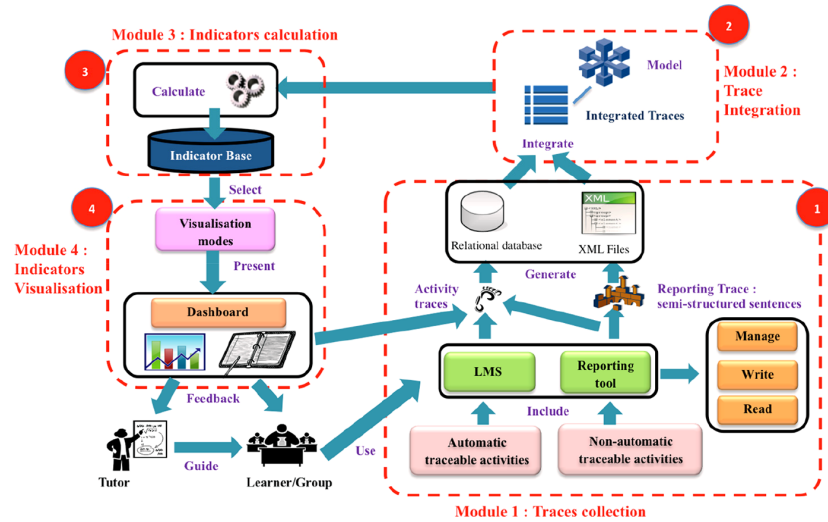 Module 3 : Indicators calculation
3
Calculate
Indicator Base
Select
2
Model
Integrated Traces
Integrate
Module 2 :
Trace
Integration
4
Visualisation
modes
Present
Module 4 :
Indicators
Visualisation
Dashboard
Feedback
Tutor
Guide
Learner/Group
Use
1
XML
Relational database
XML Files
Generate
Activity
traces
Reporting Trace :
semi-structured sentences
LMS
Reporting
tool
Include
Manage
Write
Read
Automatic
traceable activities
Non-automatic
traceable activities
Module 1 : Traces collection